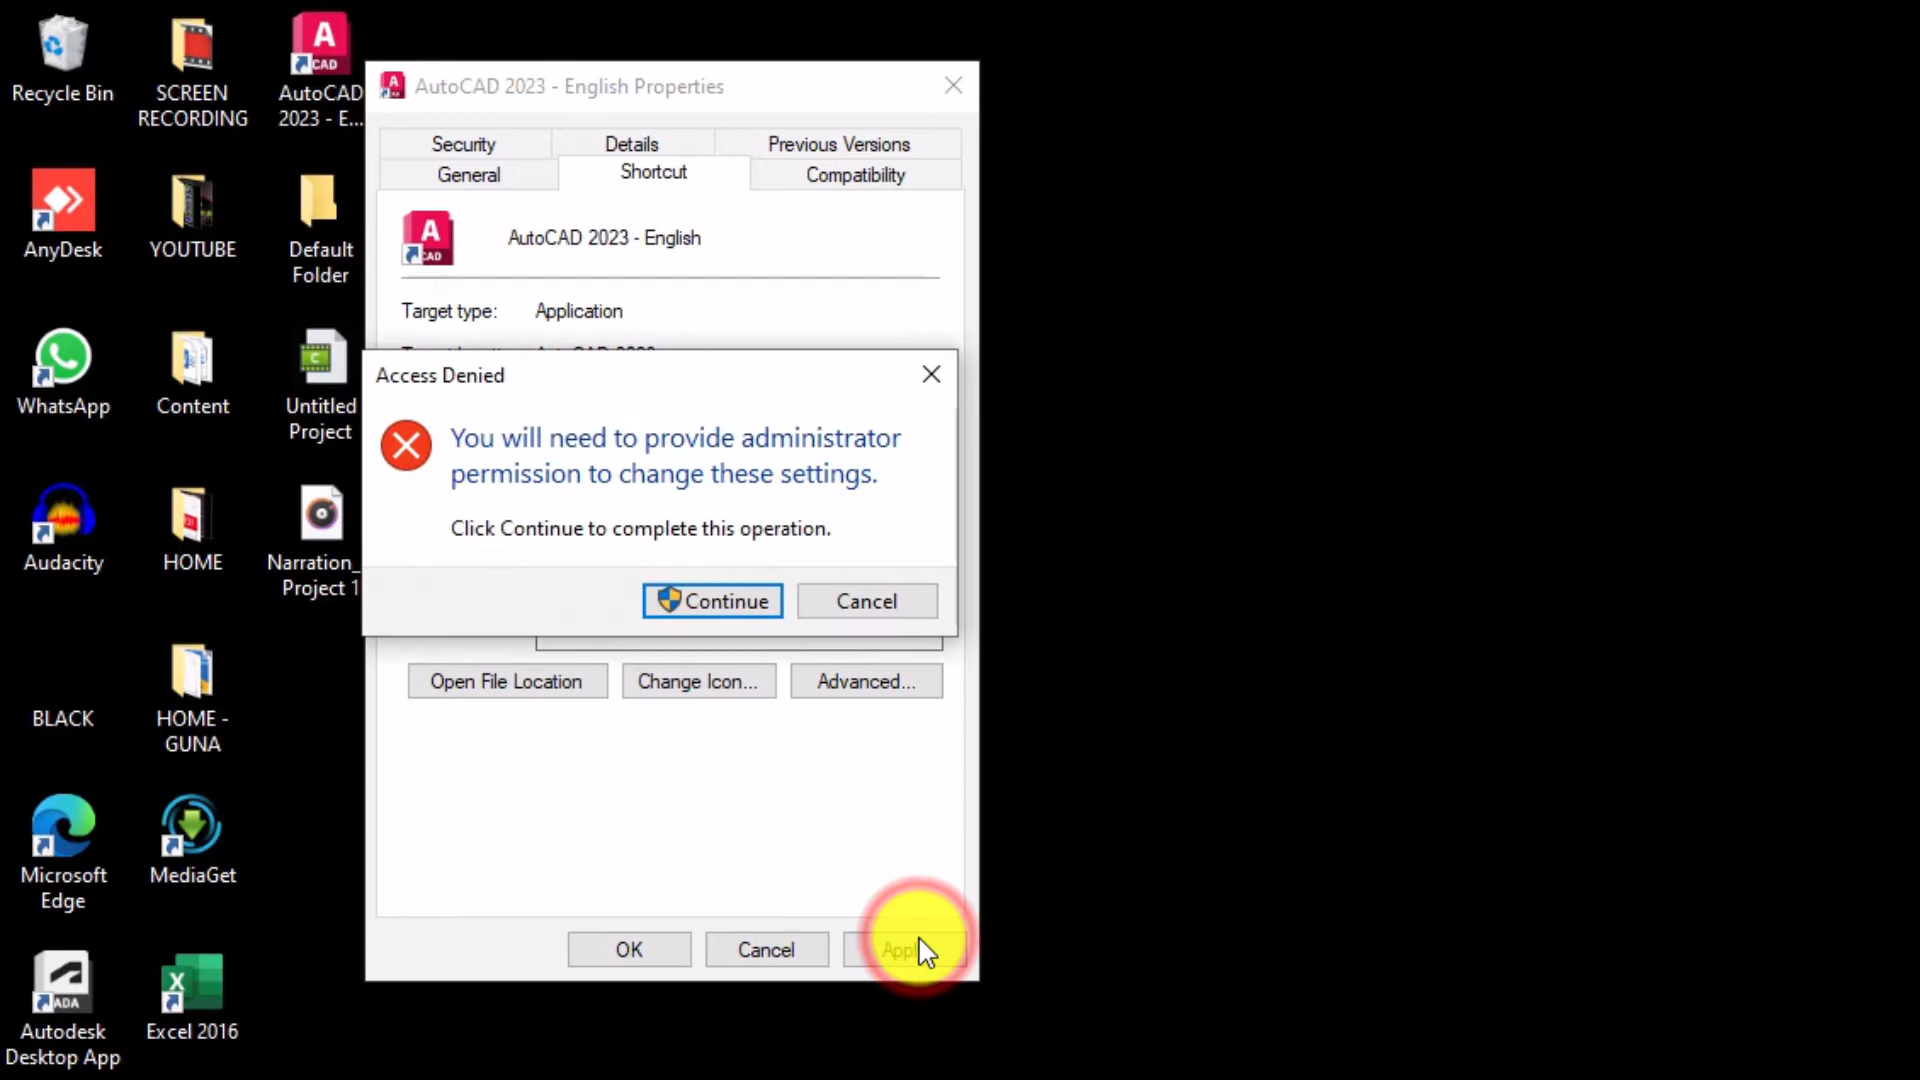 Recycle Bin
SCREEN
RECORDING
A
CAD
AutoCAD
2023 - E...
AnyDesk
YOUTUBE
Default
Folder
WhatsApp
Content
C
Untitled
Project
Audacity
HOME
Narration_
Project 1
BLACK
HOME -
GUNA
Microsoft
Edge
MediaGet
ADA
Autodesk
Desktop App
X
Excel 2016
AutoCAD 2023 - English Properties
Security
Details
Previous Versions
General
Shortcut
Compatibility
A
CAD
AutoCAD 2023 - English
Target type:
Application
Access Denied
You will need to provide administrator
permission to change these settings.
Click Continue to complete this operation.
Continue
Cancel
Open File Location
Change Icon...
Advanced...
OK
Cancel